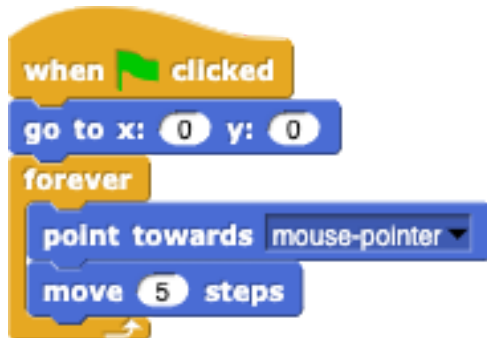 when clicked
go to x: 0 y: 0
forever
point towards mouse-pointer
move 5 steps